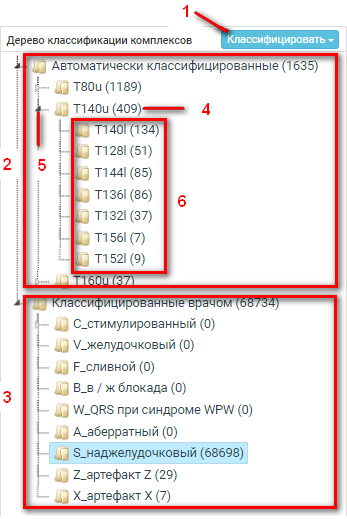 1
Дерево классификации комплексов Классифицировать
Автоматически классифицированные (1635)
T80u (1189)
T140u (409) 4
2 5 T140l (134)
T128l (51)
T144l (85)
T136l (86) 6
T132l (37)
T156l (7)
T152l (9)
T160u (37)
Классифицированные врачом (68734)
C_стимулированный (0)
V_желудочковый (0)
F_сливной (0)
3 B_в / ж блокада (0)
W_QRS при синдроме WPW (0)
A_аберратный (0)
S_наджелудочковый (68698)
Z_артефакт Z (29)
X_артефакт X (7)